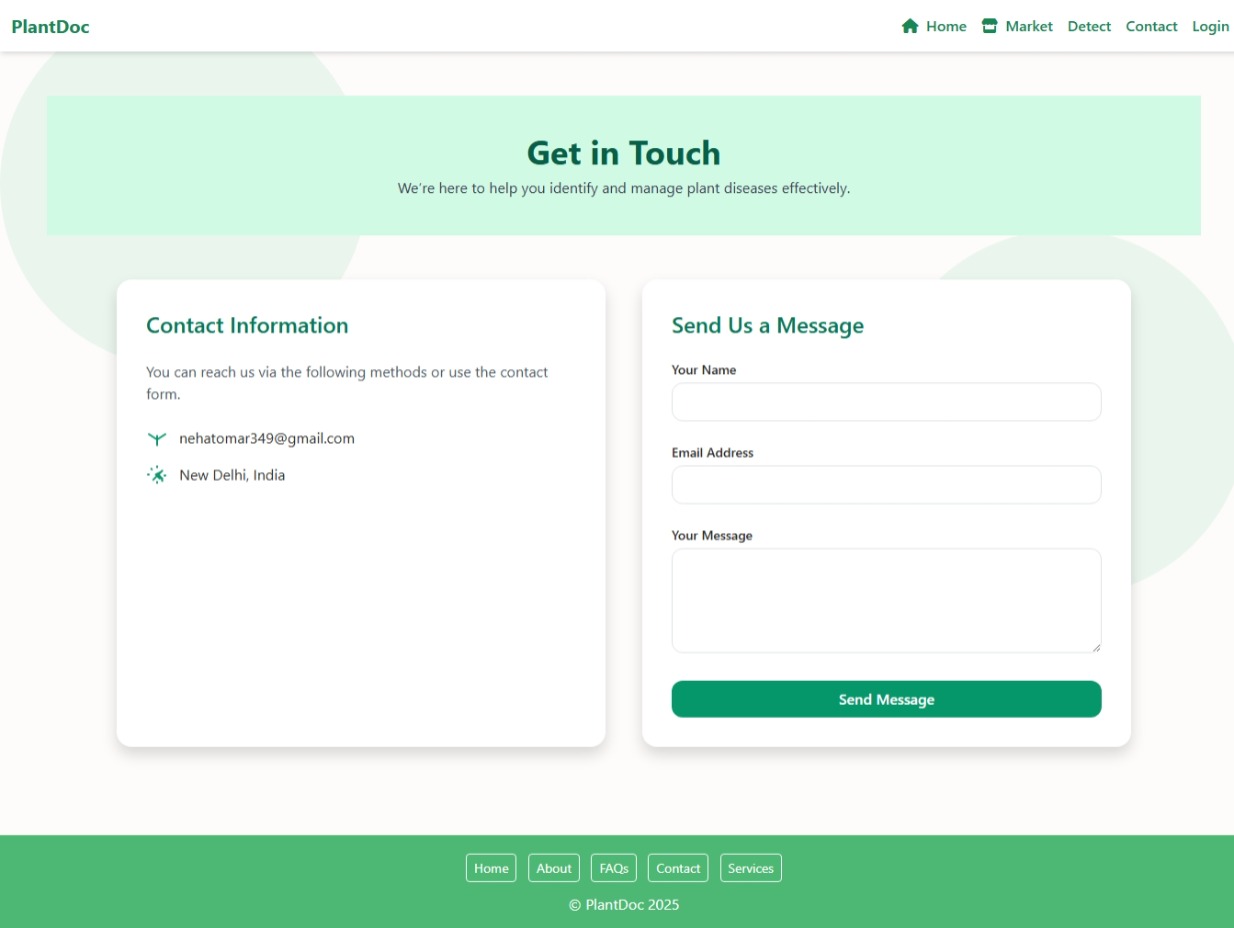 PlantDoc
Home Market Detect Contact Login
Get in Touch
We're here to help you identify and manage plant diseases effectively.
Contact Information
You can reach us via the following methods or use the contact
form.
nehatomar349@gmail.com
New Delhi, India
Send Us a Message
Your Name
Email Address
Your Message
Send Message
Home About FAQs Contact Services
© PlantDoc 2025